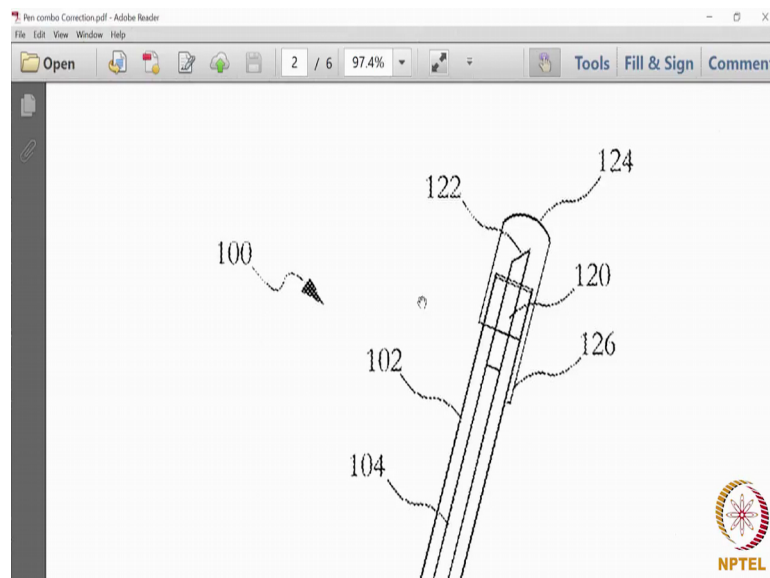 Pen combo Correction.pdf - Adobe Reader
File Edit View Window Help
Open 2 / 6 97.4% Tools Fill & Sign Comment
124
122
100
120
126
102
104
NPTEL